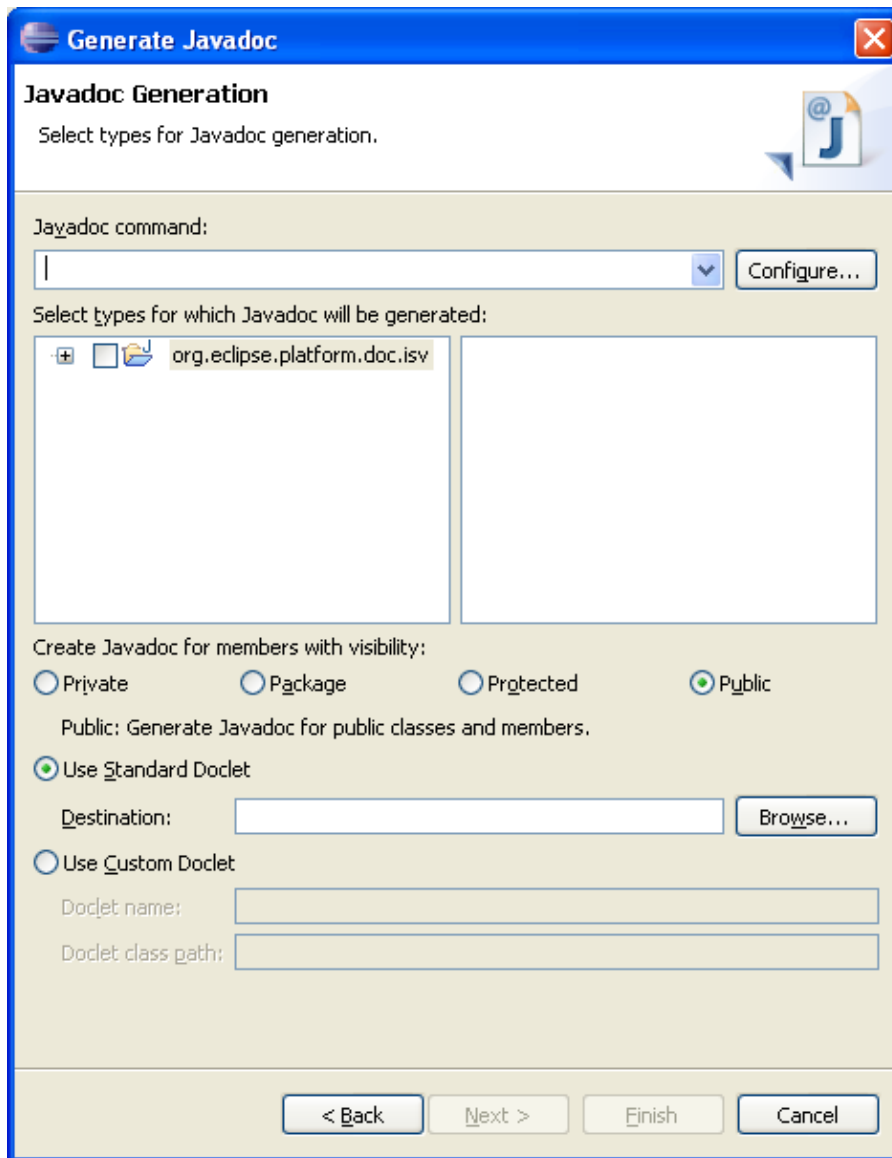 Generate Javadoc
Javadoc Generation
Select types for Javadoc generation.
@
J
Javadoc command:
Configure...
Select types for which Javadoc will be generated:
org.eclipse.platform.doc.isv
Create Javadoc for members with visibility:
Private Package Protected Public
Public: Generate Javadoc for public classes and members.
Use Standard Doclet
Destination: Browse...
Use Custom Doclet
Doclet name:
Doclet class path:
< Back Next > Finish Cancel